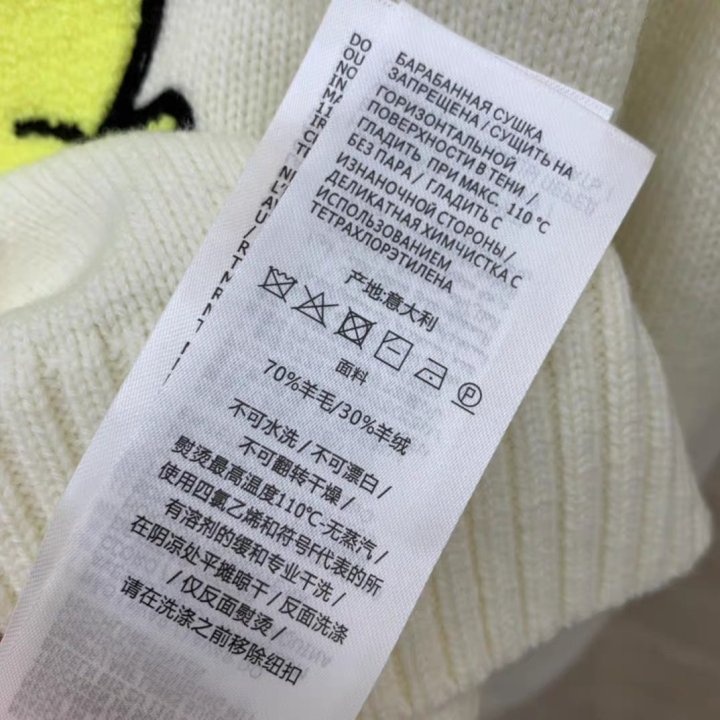 БАРАБАННАЯ СУШКА
ЗАПРЕЩЕНА / СУШИТЬ НА
ГОРИЗОНТАЛЬНОЙ
ПОВЕРХНОСТИ В ТЕНИ /
ГЛАДИТЬ ПРИ МАКС. 110 °C
БЕЗ ПАРА / ГЛАДИТЬ С
ИЗНАНОЧНОЙ СТОРОНЫ /
ДЕЛИКАТНАЯ ХИМЧИСТКА С
ИСПОЛЬЗОВАНИЕМ
ТЕТРАХЛОРЭТИЛЕНА
产地:意大利
P
面料
70%羊毛/30%羊绒
不可水洗 / 不可漂白 /
不可翻转干燥 /
熨烫最高温度110°C-无蒸汽 /
使用四氯乙烯和符号f代表的所
有溶剂的缓和专业干洗 /
在阴凉处平摊晾干 / 反面洗涤
/ 仅反面熨烫 /
请在洗涤之前移除纽扣